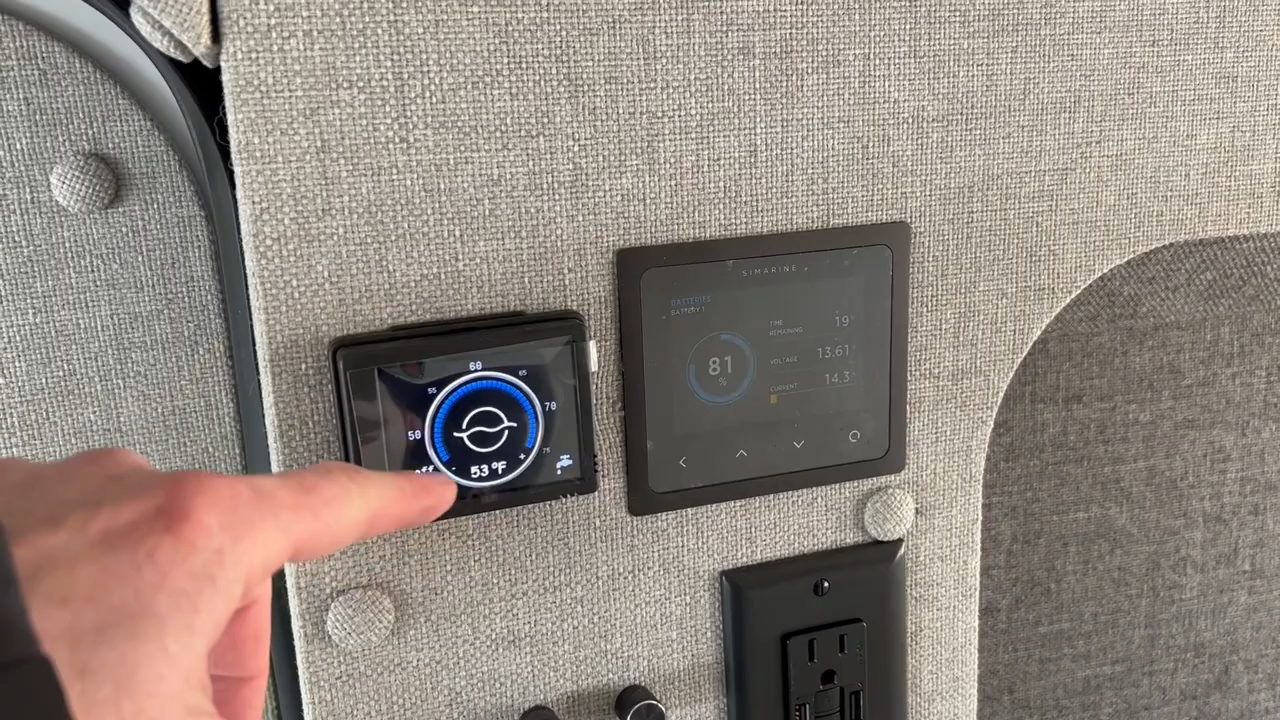 60
55
65
50
70
75
off
-
+
53°F
SIMARINE
BATTERIES
BATTERY 1
81
%
TIME
REMAINING
19
VOLTAGE
13.61
CURRENT
14.3